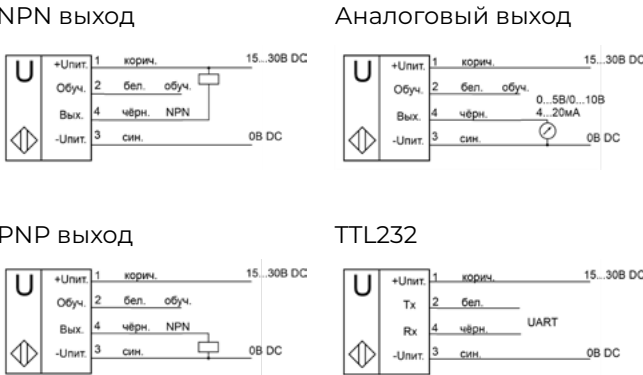 NPN выход
+Uпит. 1 корич. 15...30В DC
U
Обуч. 2 бел. обуч.
Вых. 4 чёрн. NPN
-Uпит. 3 син. 0В DC
Аналоговый выход
+Uпит. 1 корич. 15...30В DC
U
Обуч. 2 бел. обуч.
0...5В/0...10В
Вых. 4 чёрн. 4...20мА
-Uпит. 3 син. 0В DC
PNP выход
+Uпит. 1 корич. 15...30В DC
U
Обуч. 2 бел. обуч.
Вых. 4 чёрн. NPN
-Uпит. 3 син. 0В DC
TTL232
+Uпит. 1 корич. 15...30В DC
U
Tx 2 бел.
UART
Rx 4 чёрн.
-Uпит. 3 син. 0В DC